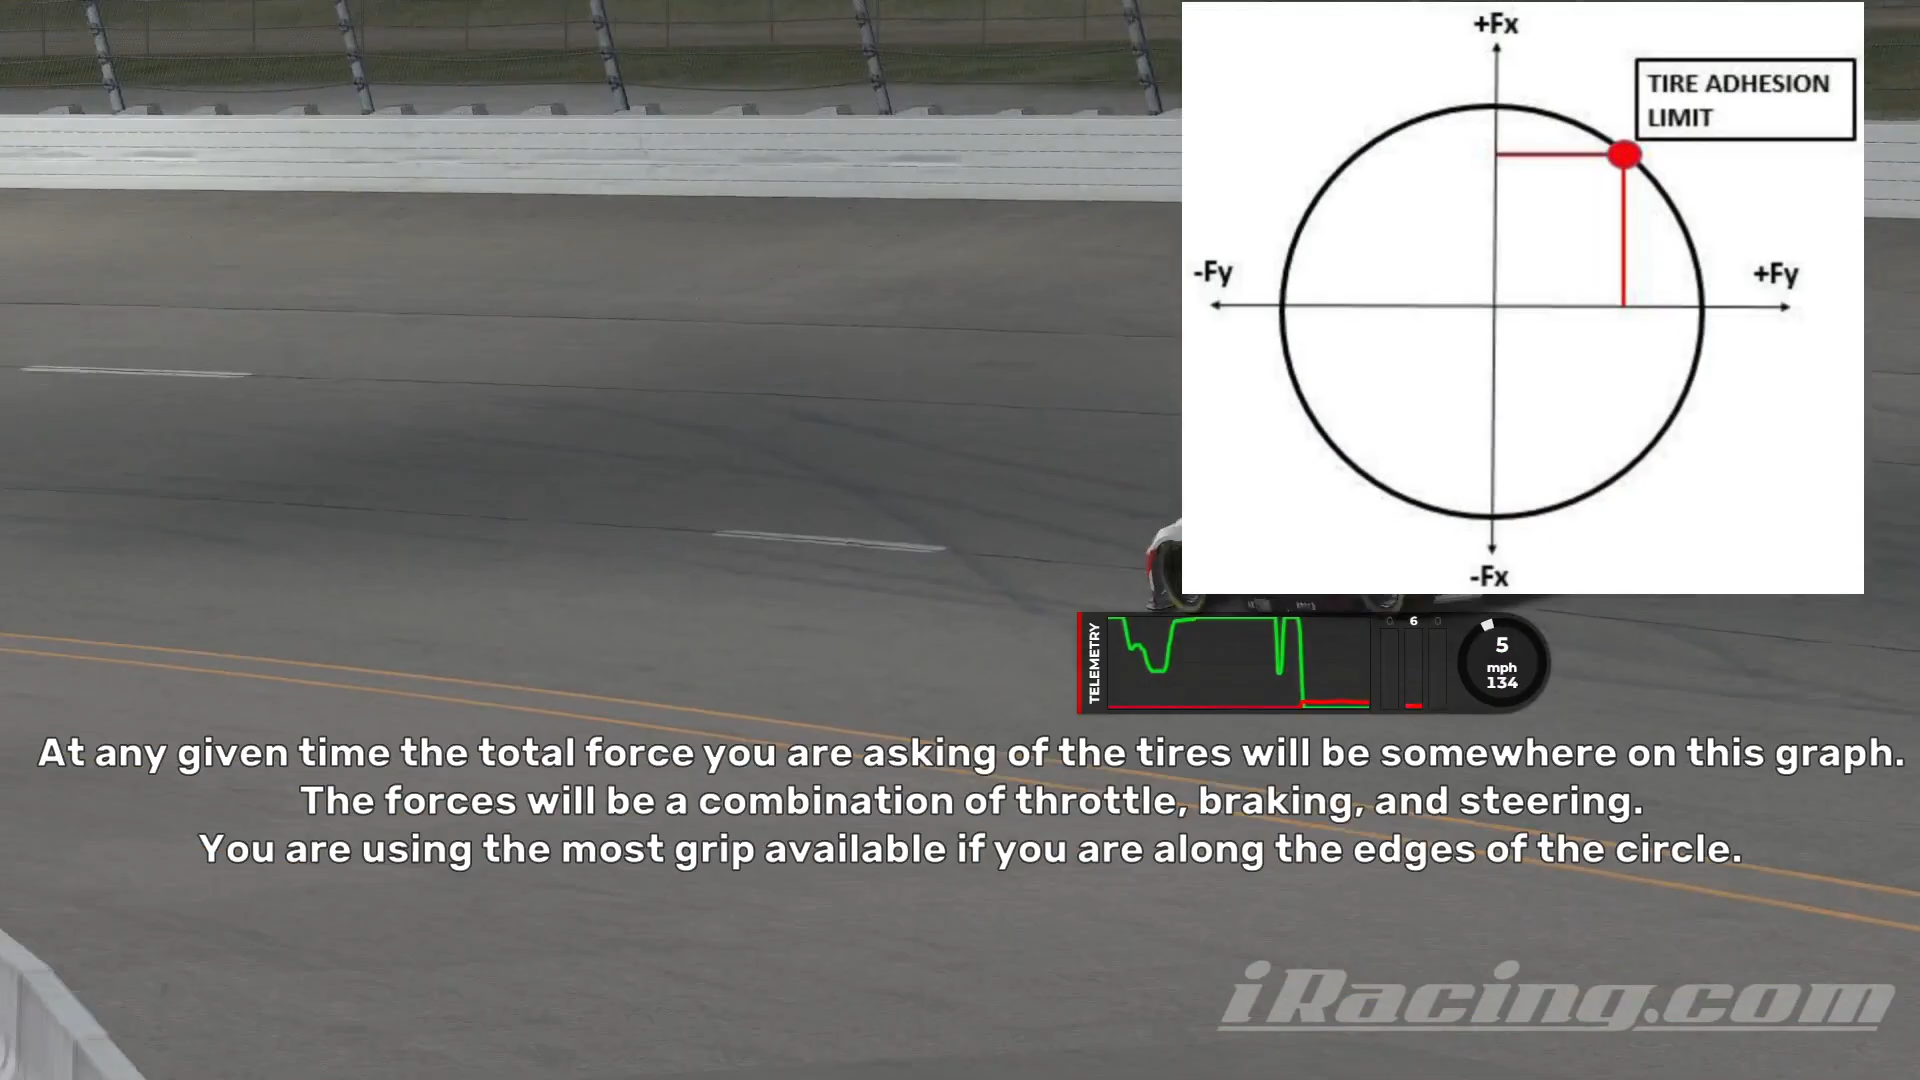 +Fx
TIRE ADHESION
LIMIT
-Fy
+Fy
-Fx
TELEMETRY
0 6 0
5
mph
134
At any given time the total force you are asking of the tires will be somewhere on this graph.
The forces will be a combination of throttle, braking, and steering.
You are using the most grip available if you are along the edges of the circle.
iRacing.com